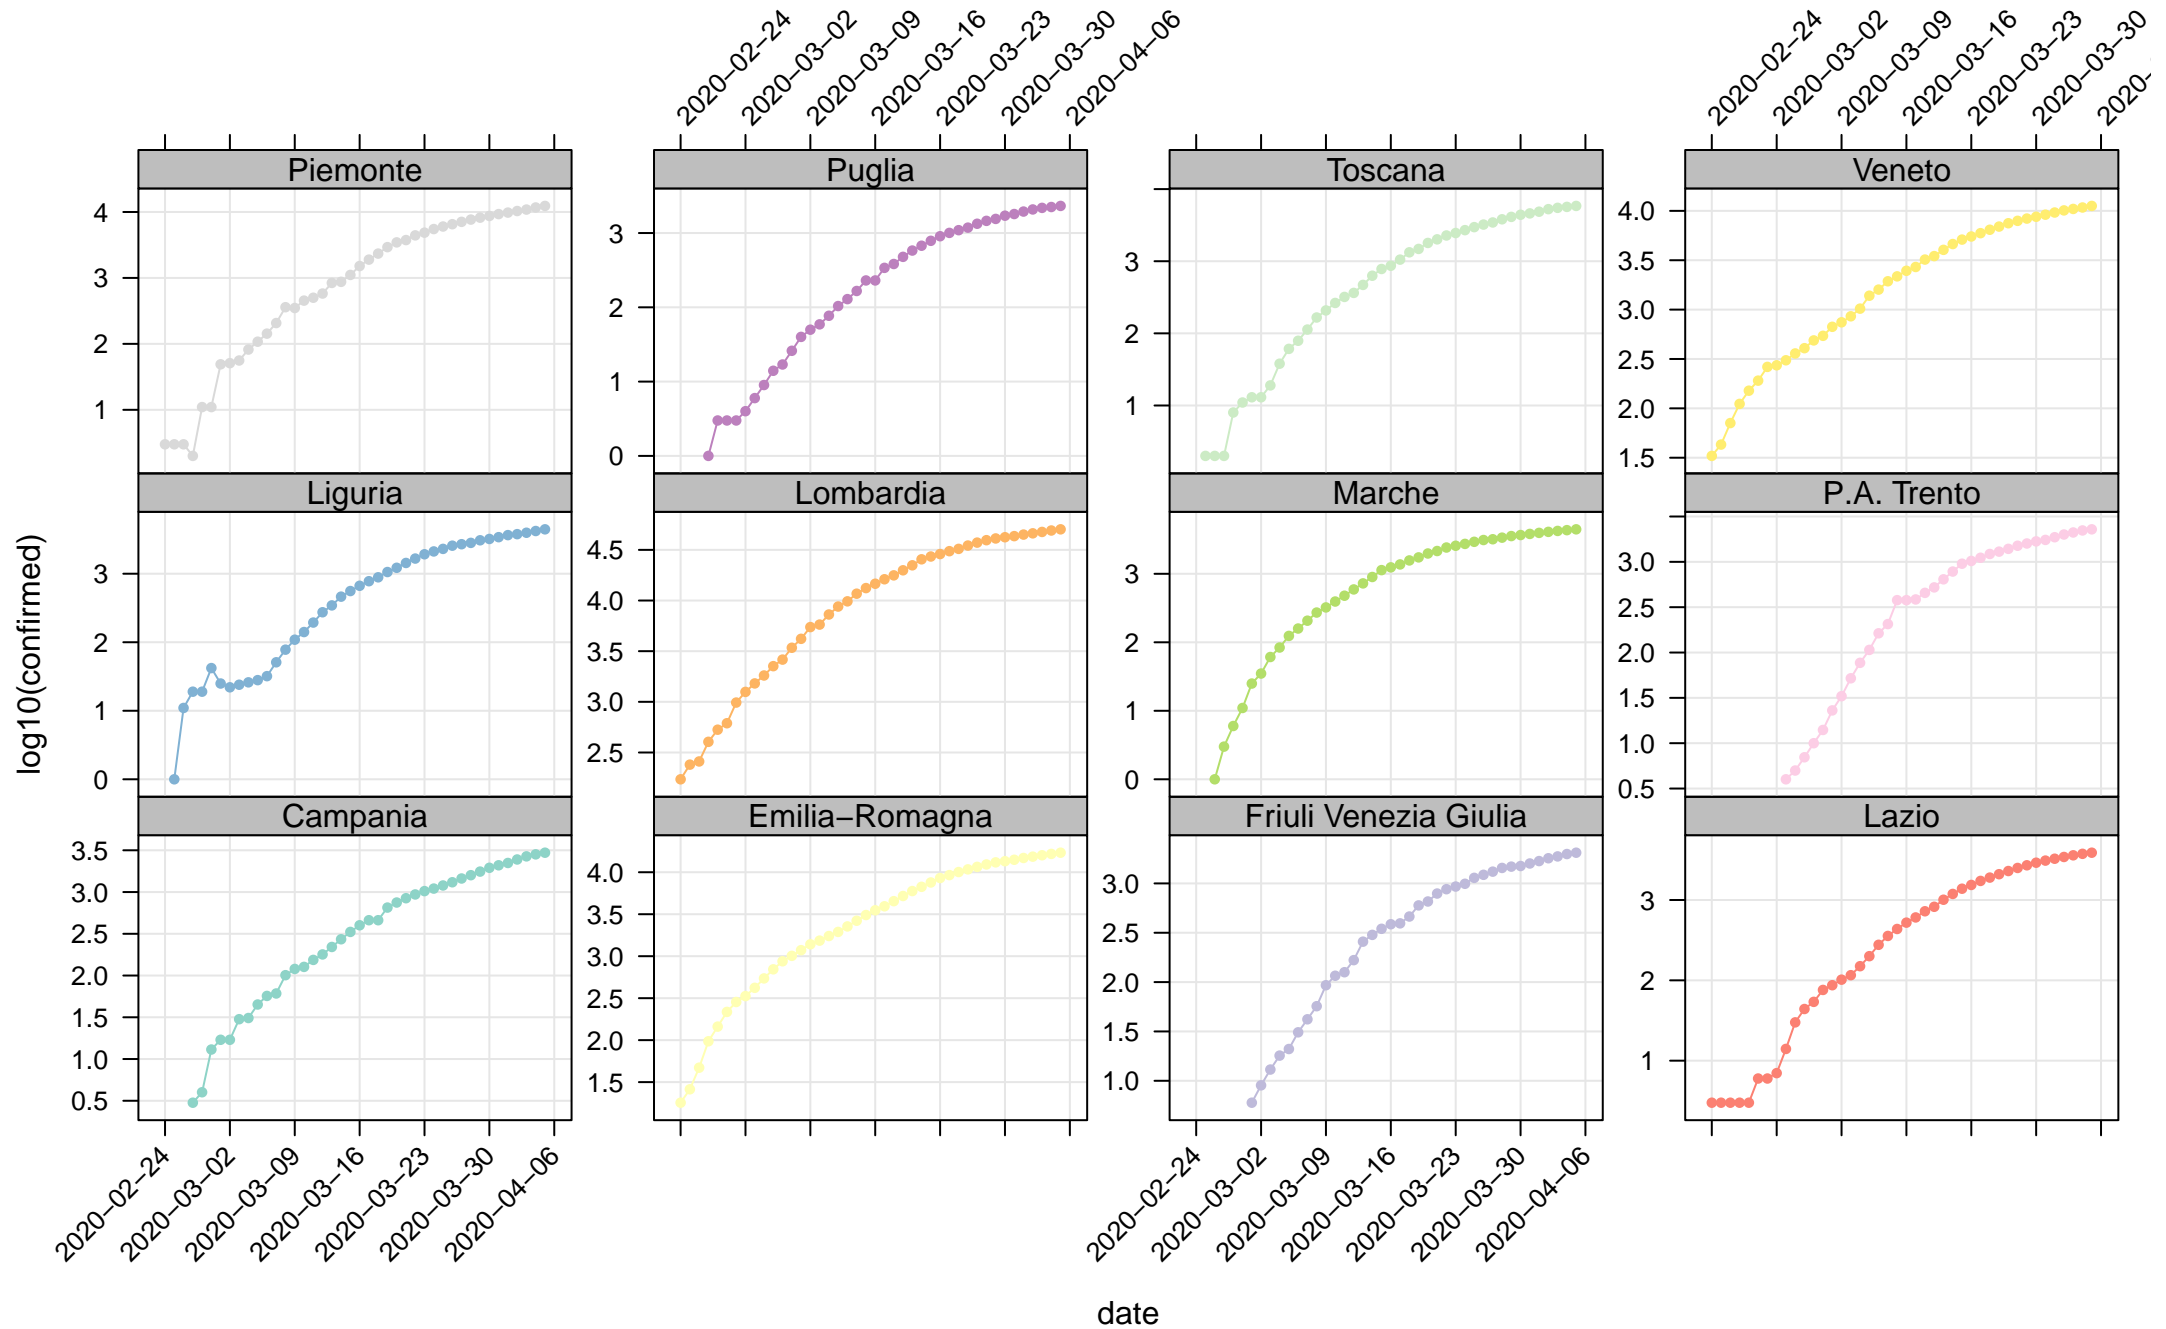 2020−02−24 2020−03−02 2020−03−09 2020−03−16 2020−03−23 2020−03−30 2020−04−06
2020−02−24 2020−03−02 2020−03−09 2020−03−16 2020−03−23 2020−03−30 2020−
Piemonte Puglia Toscana Veneto
4 3 2 1
3 2 1 0
3 2 1
4.0 3.5 3.0 2.5 2.0 1.5
Liguria Lombardia Marche P.A. Trento
3 2 1 0
4.5 4.0 3.5 3.0 2.5
3 2 1 0
3.0 2.5 2.0 1.5 1.0 0.5
log10(confirmed)
Campania Emilia−Romagna Friuli Venezia Giulia Lazio
3.5 3.0 2.5 2.0 1.5 1.0 0.5
4.0 3.5 3.0 2.5 2.0 1.5
3.0 2.5 2.0 1.5 1.0
3 2 1
2020−02−24 2020−03−02 2020−03−09 2020−03−16 2020−03−23 2020−03−30 2020−04−06
2020−02−24 2020−03−02 2020−03−09 2020−03−16 2020−03−23 2020−03−30 2020−04−06
date